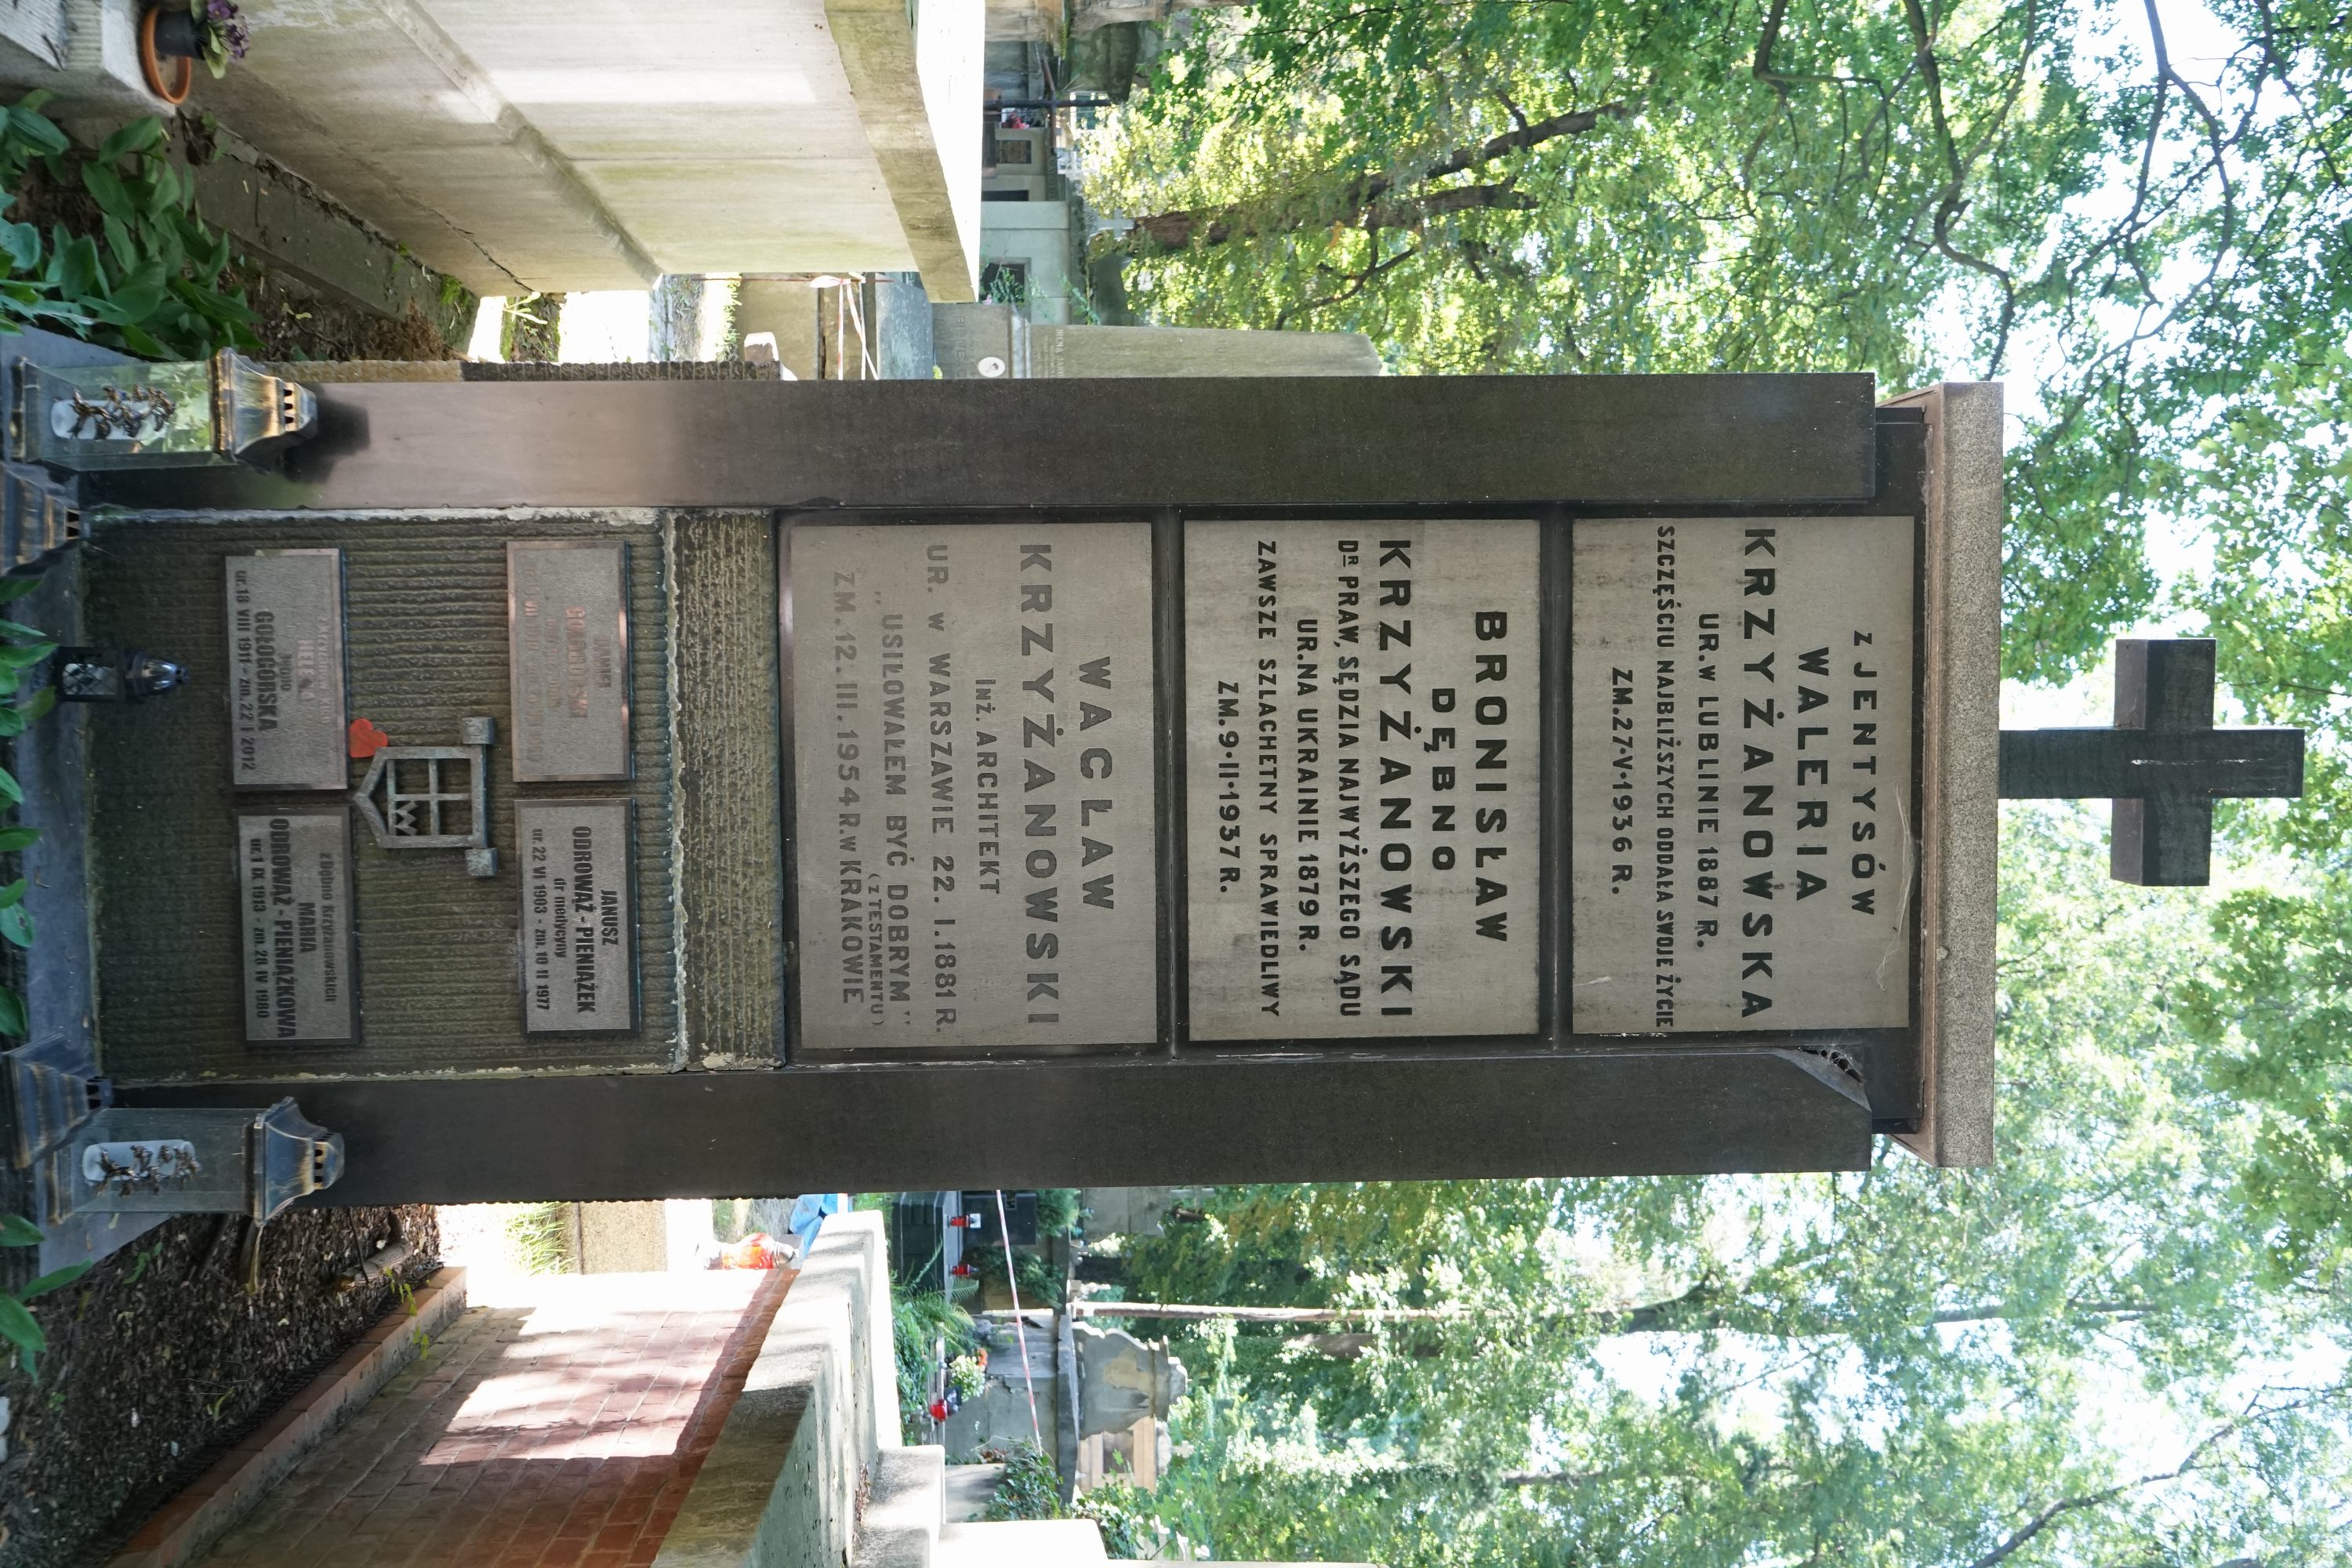 Z JENTYSÓW
WALERIA
KRZYŻANOWSKA
UR.W LUBLINIE 1887 R.
SZCZĘŚCIU NAJBLIŻSZYCH ODDAŁA SWOJE ŻYCIE
ZM.27•V•1936 R.
BRONISŁAW
DĘBNO
KRZYŻANOWSKI
DR PRAW, SĘDZIA NAJWYŻSZEGO SĄDU
UR.NA UKRAINIE 1879 R.
ZAWSZE SZLACHETNY SPRAWIEDLIWY
ZM.9•II•1937 R.
WACŁAW
KRZYŻANOWSKI
INŻ. ARCHITEKT
UR. W WARSZAWIE 22. I. 1881 R.
„USIŁOWAŁEM BYĆ DOBRYM"
(Z TESTAMENTU)
ZM. 12. III. 1954 R. W KRAKOWIE
GOŁOGÓRSKI
JANUSZ
ODROWĄŻ - PIENIĄŻEK
dr medycyny
ur. 22 VI 1903 - zm. 10 II 1977
GOŁOGÓRSKA
ur. 18 VIII 1911 - zm. 22 I 2012
zDębno Krzyżanowskich
MARIA
ODROWĄŻ - PIENIĄŻKOWA
ur. 1 IX 1913 - zm. 28 IV 1980